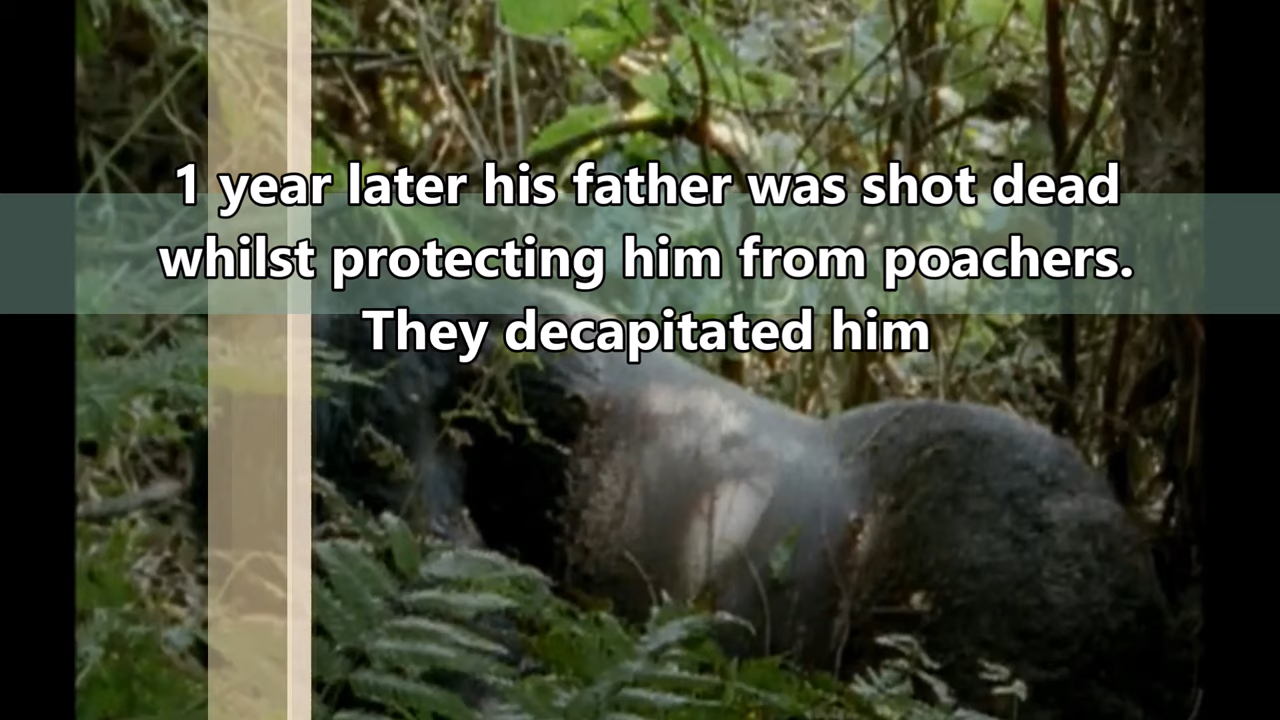 1 year later his father was shot dead
whilst protecting him from poachers.
They decapitated him